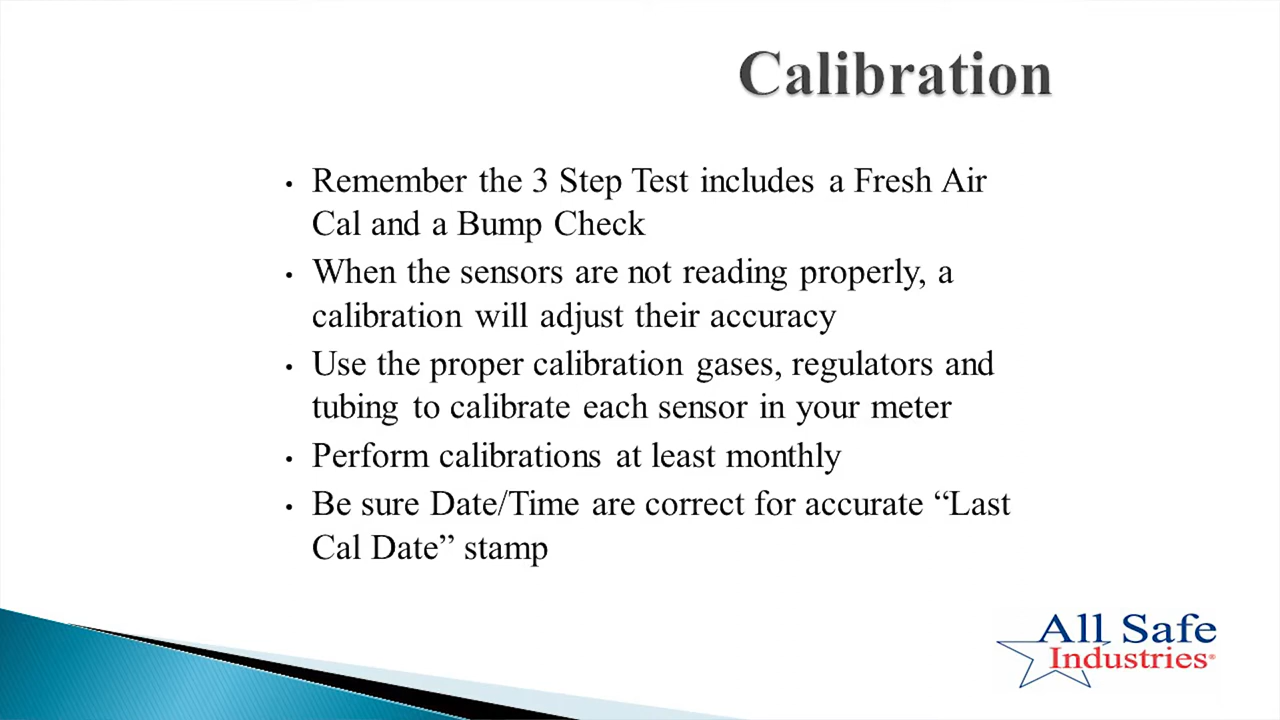 Calibration
• Remember the 3 Step Test includes a Fresh Air
Cal and a Bump Check
• When the sensors are not reading properly, a
calibration will adjust their accuracy
• Use the proper calibration gases, regulators and
tubing to calibrate each sensor in your meter
• Perform calibrations at least monthly
• Be sure Date/Time are correct for accurate “Last
Cal Date” stamp
All Safe
Industries®